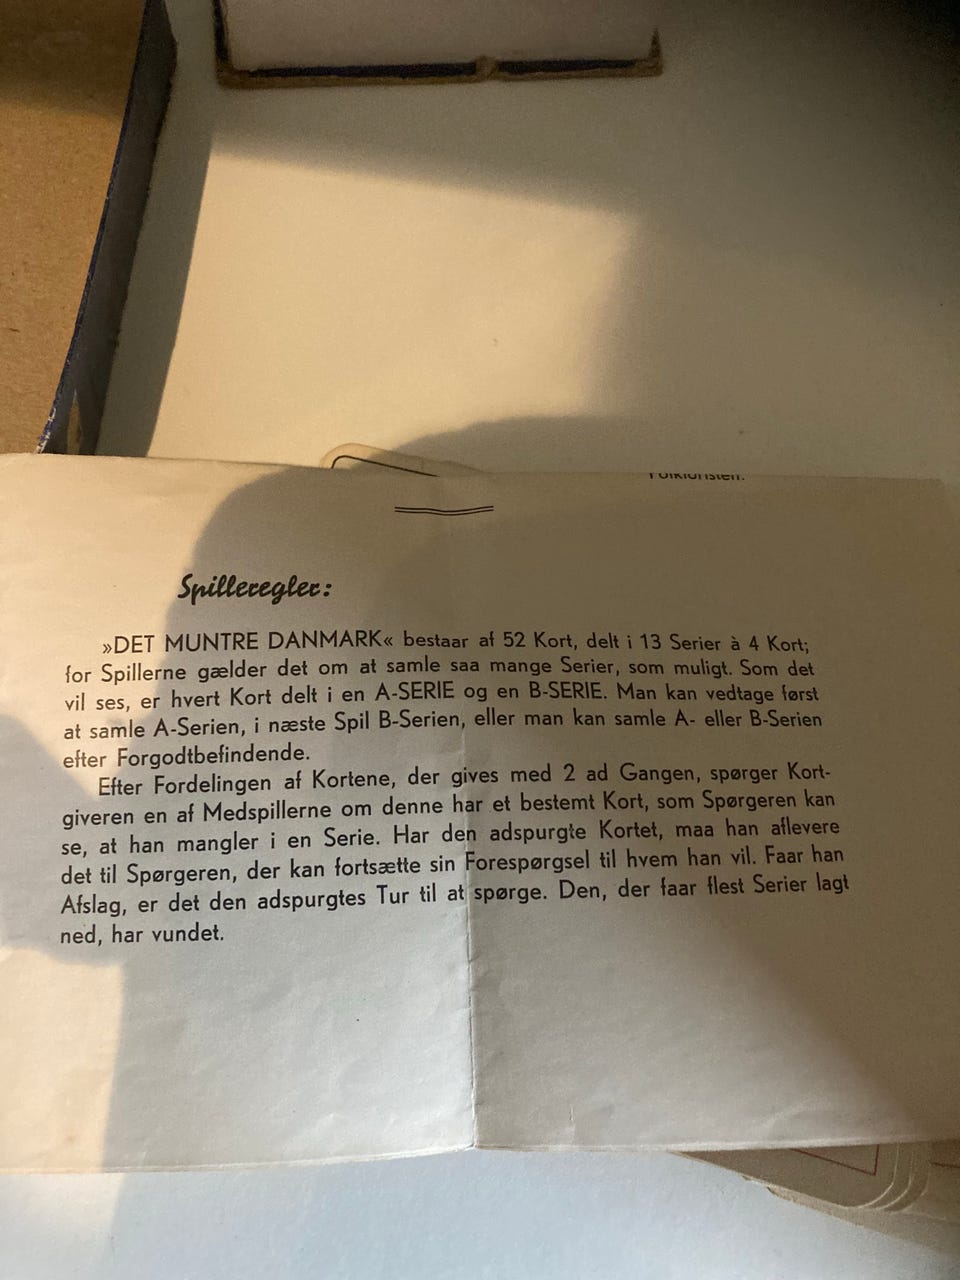 Spilleregler:
»DET MUNTRE DANMARK« bestaar af 52 Kort, delt i 13 Serier à 4 Kort;
for Spillerne gælder det om at samle saa mange Serier, som muligt. Som det
vil ses, er hvert Kort delt i en A-SERIE og en B-SERIE. Man kan vedtage først
at samle A-Serien, i næste Spil B-Serien, eller man kan samle A- eller B-Serien
efter Forgodtbefindende.
Efter Fordelingen af Kortene, der gives med 2 ad Gangen, spørger Kort-
giveren en af Medspillerne om denne har et bestemt Kort, som Spørgeren kan
se, at han mangler i en Serie. Har den adspurgte Kortet, maa han aflevere
det til Spørgeren, der kan fortsætte sin Forespørgsel til hvem han vil. Faar han
Afslag, er det den adspurgtes Tur til at spørge. Den, der faar flest Serier lagt
ned, har vundet.